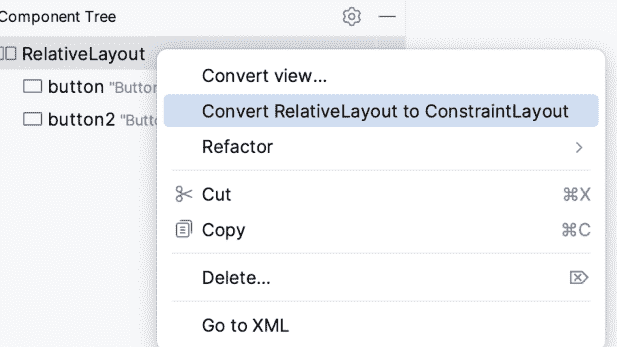 Component Tree
RelativeLayout
Convert view...
button "Button
Convert RelativeLayout to ConstraintLayout
button2 "Butto
Refactor
Cut ⌘X
Copy ⌘C
Delete... ⌦
Go to XML